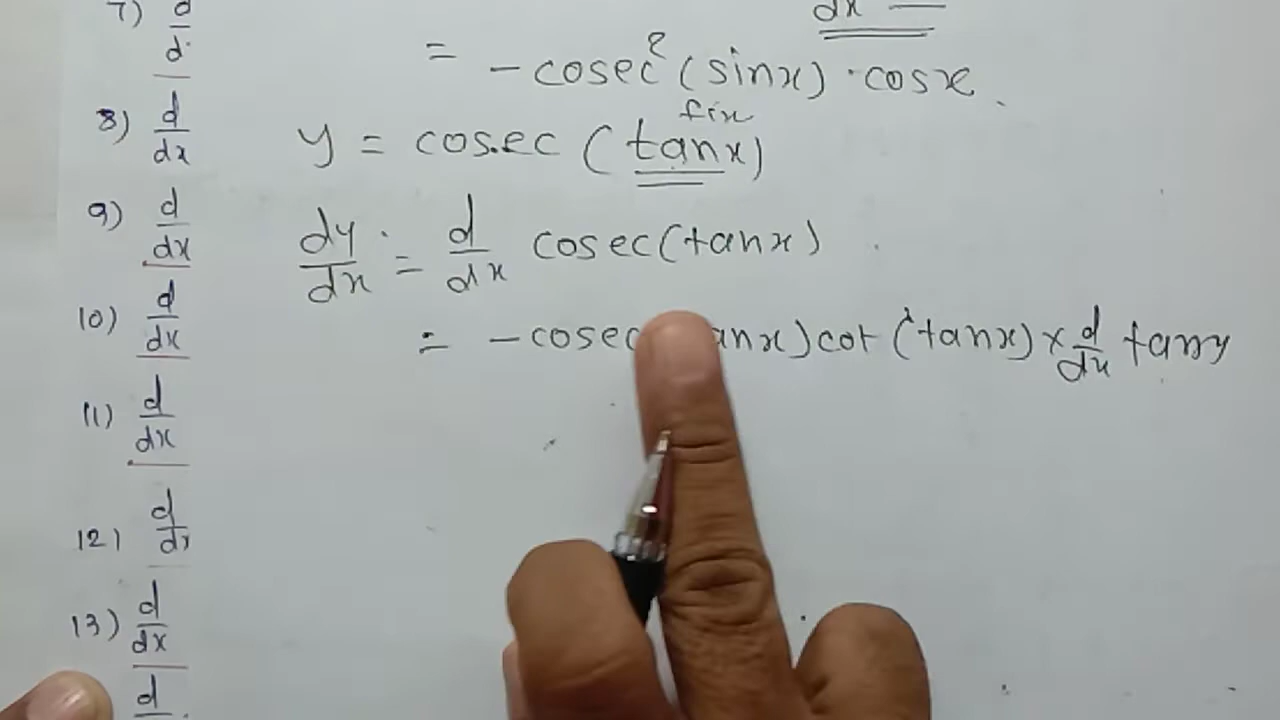 7) d/d
dx
= -cosec²(sinx)·cosx
fix
8) d/dx
y = cosec (tanx)
9) d/dx
dy/dx = d/dx cosec(tanx)
10) d/dx
= -cosec anx)cot (tanx) x d/dx tanx
11) d/dx
12) d/dx
13) d/dx
d